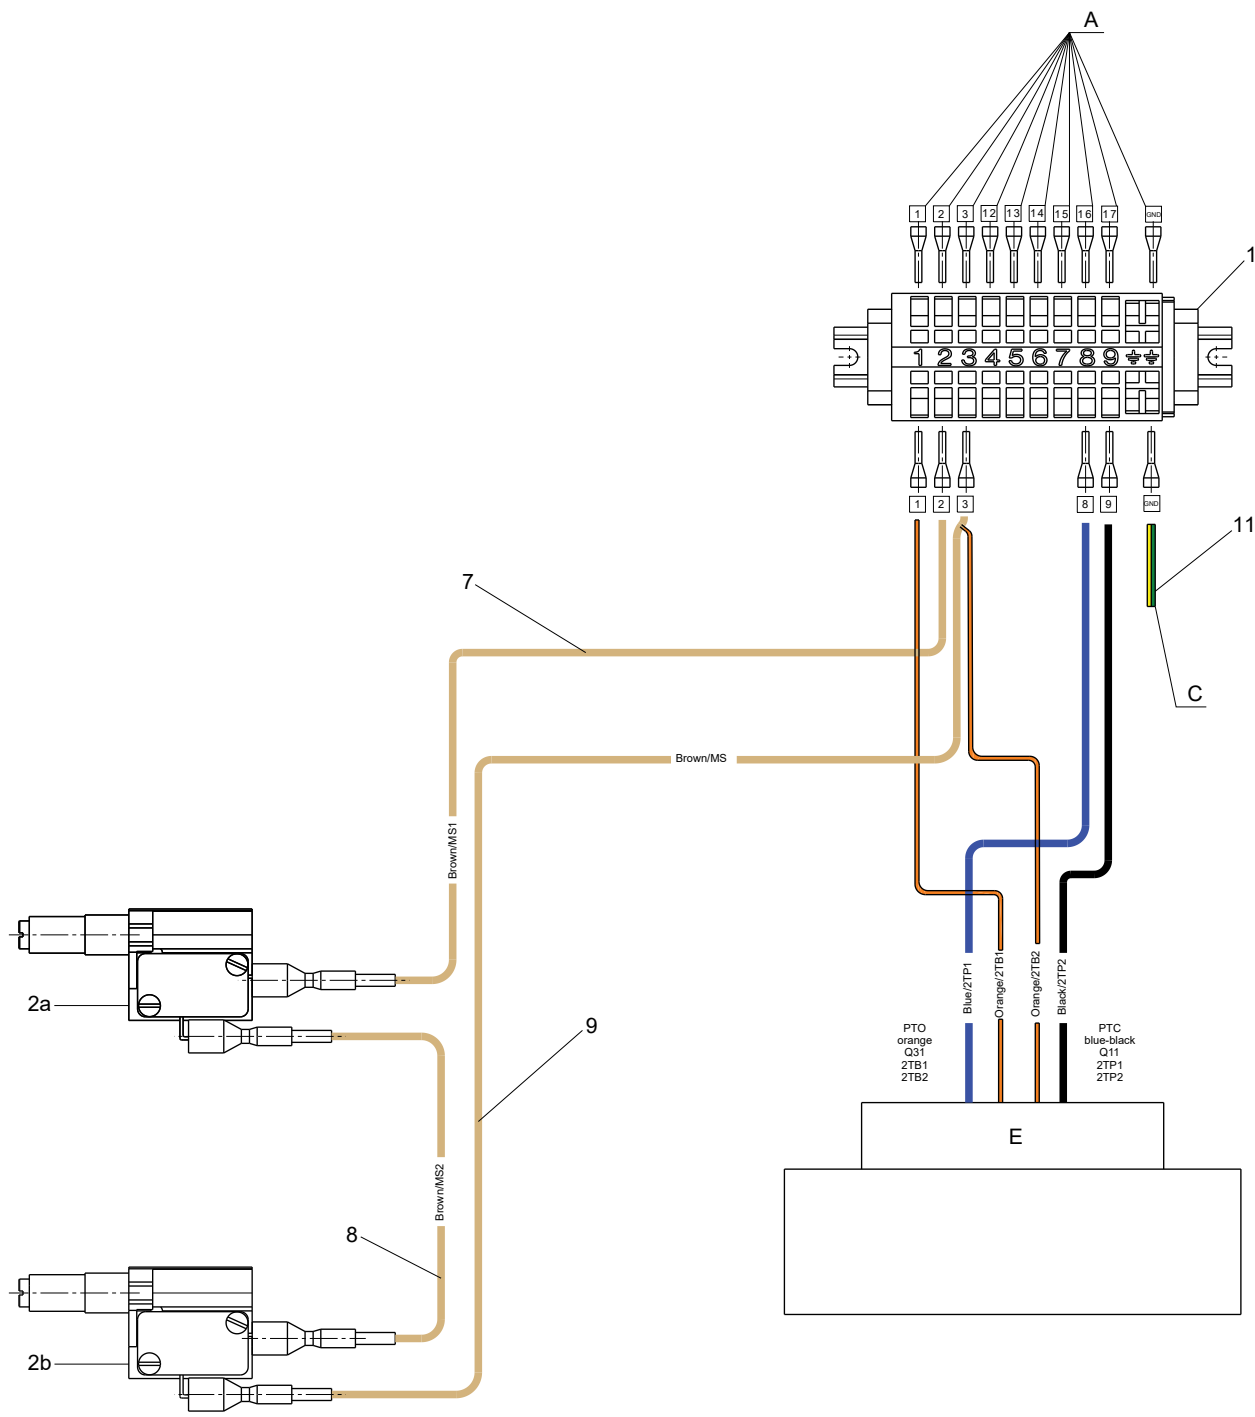 A
1 2 3 12 13 14 15 16 17 GND
1
1 2 3 4 5 6 7 8 9
1 2 3 8 9 GND
11
7
C
Brown/MS
Brown/MS1
2a
9
Blue/2TP1
Orange/2TB1
Orange/2TB2
Black/2TP2
PTO
orange
Q31
2TB1
2TB2
PTC
blue-black
Q11
2TP1
2TP2
E
Brown/MS2
8
2b